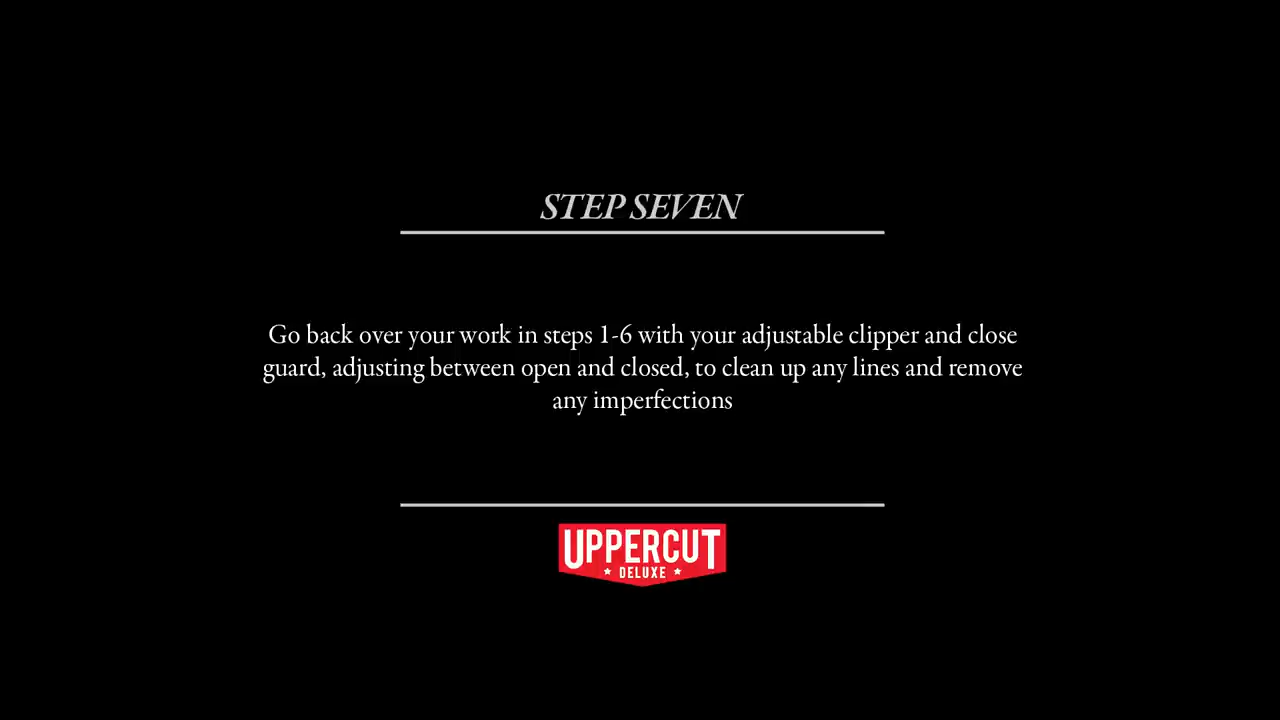 STEP SEVEN
Go back over your work in steps 1-6 with your adjustable clipper and close
guard, adjusting between open and closed, to clean up any lines and remove
any imperfections
UPPERCUT
DELUXE